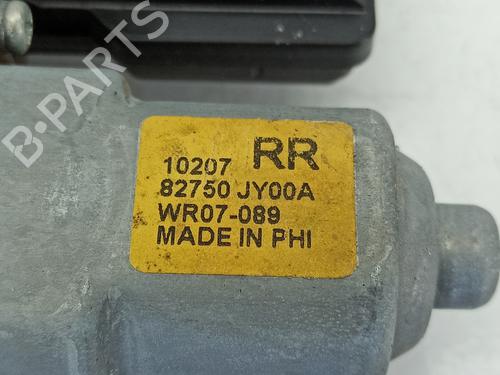 B-PARTS
10207 RR
82750 JY00A
WR07-089
MADE IN PHI